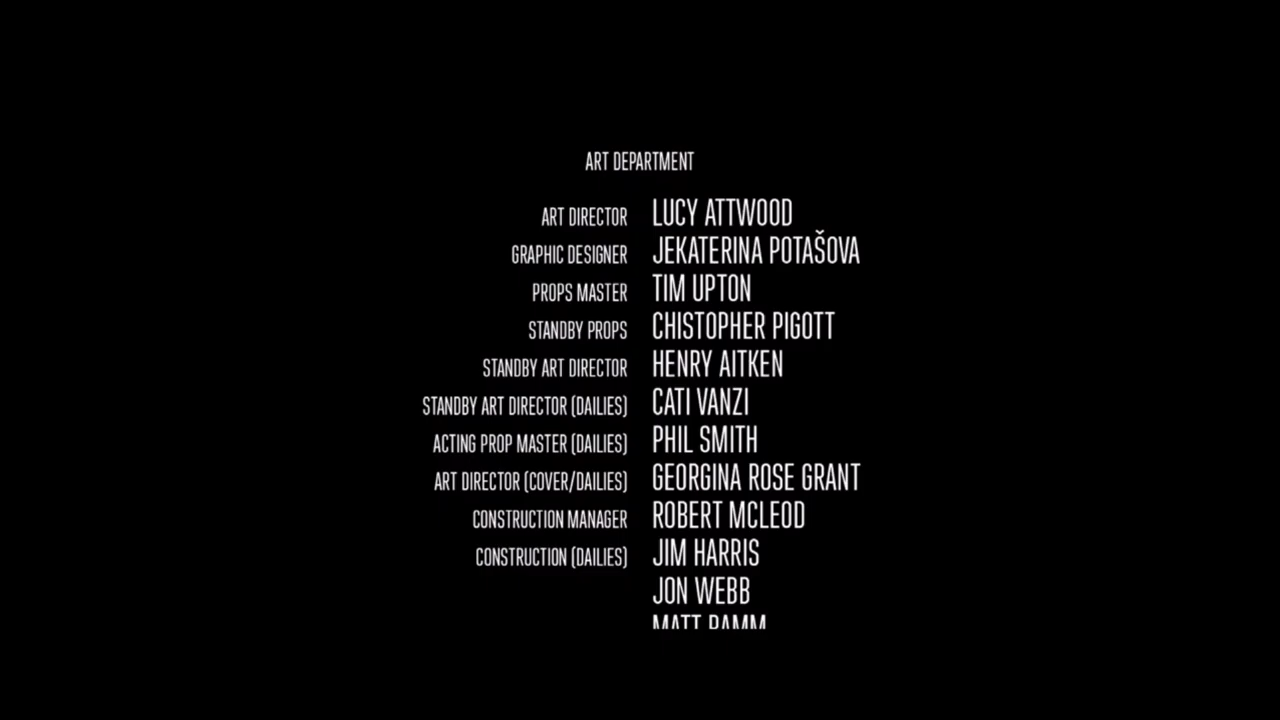 ART DEPARTMENT
ART DIRECTOR LUCY ATTWOOD
GRAPHIC DESIGNER JEKATERINA POTAŠOVA
PROPS MASTER TIM UPTON
STANDBY PROPS CHISTOPHER PIGOTT
STANDBY ART DIRECTOR HENRY AITKEN
STANDBY ART DIRECTOR (DAILIES) CATI VANZI
ACTING PROP MASTER (DAILIES) PHIL SMITH
ART DIRECTOR (COVER/DAILIES) GEORGINA ROSE GRANT
CONSTRUCTION MANAGER ROBERT MCLEOD
CONSTRUCTION (DAILIES) JIM HARRIS
JON WEBB
MATT